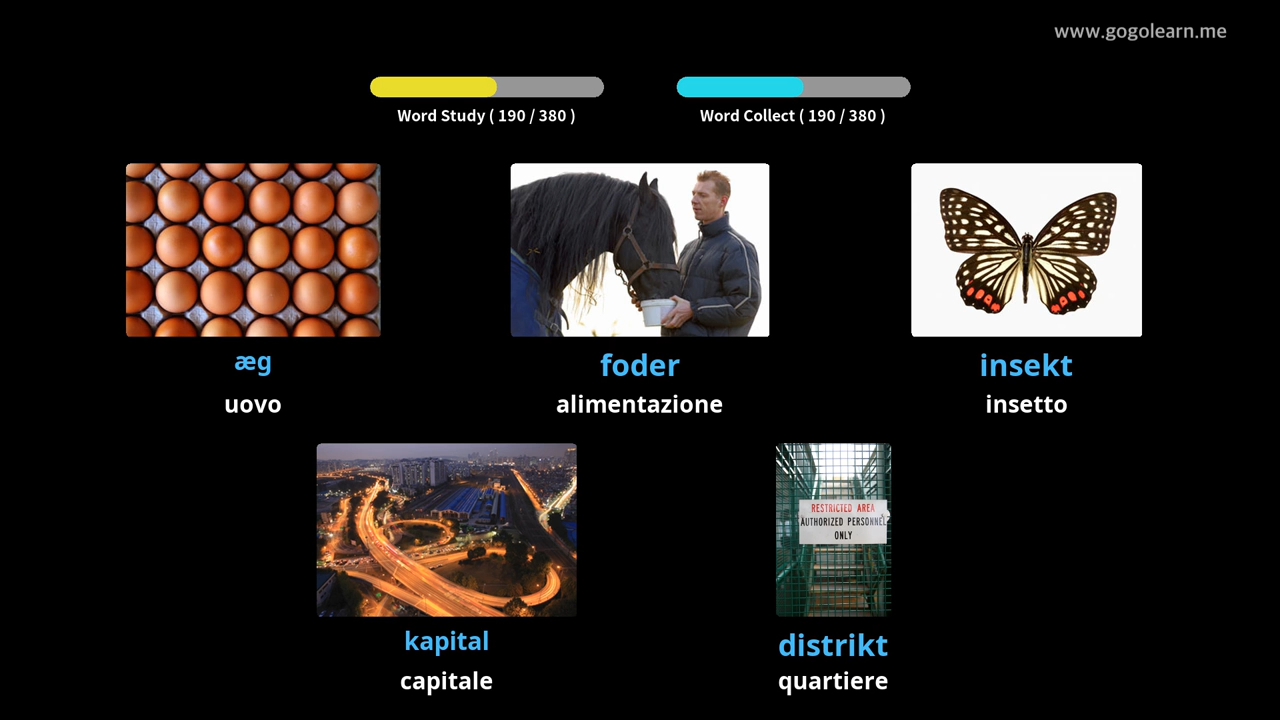 www.gogolearn.me
Word Study ( 190 / 380 )
Word Collect ( 190 / 380 )
æg
uovo
foder
alimentazione
insekt
insetto
RESTRICTED AREA
AUTHORIZED PERSONNEL
ONLY
kapital
capitale
distrikt
quartiere